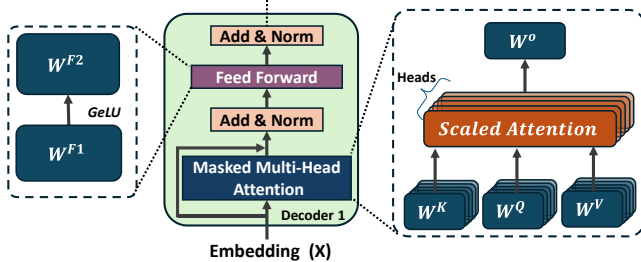 W^{F2}
GeLU
W^{F1}
Add & Norm
Feed Forward
Add & Norm
Masked Multi-Head
Attention
Decoder 1
Embedding (X)
W^o
Heads
Scaled Attention
W^K
W^Q
W^V